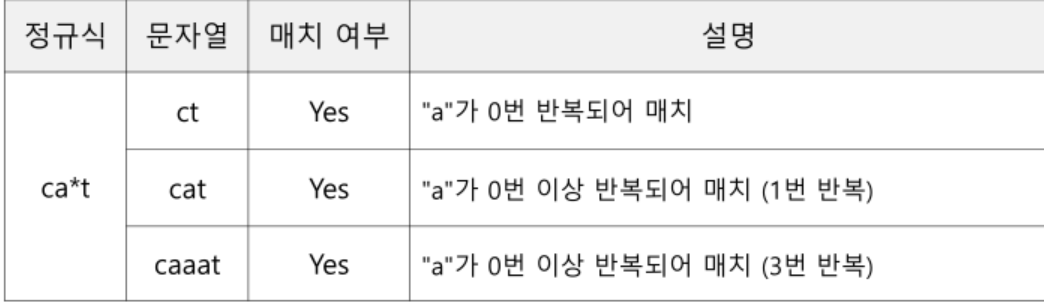 정규식 문자열 매치 여부 설명
ca*t
ct Yes "a"가 0번 반복되어 매치
cat Yes "a"가 0번 이상 반복되어 매치 (1번 반복)
caaat Yes "a"가 0번 이상 반복되어 매치 (3번 반복)